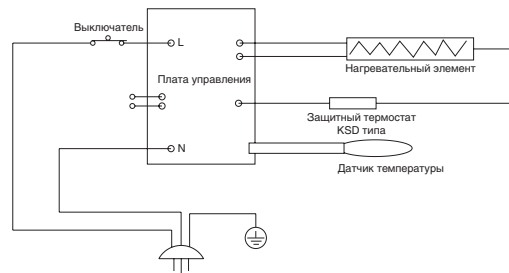 Выключатель
L
Плата управления
Нагревательный элемент
Защитный термостат
KSD типа
N
Датчик температуры